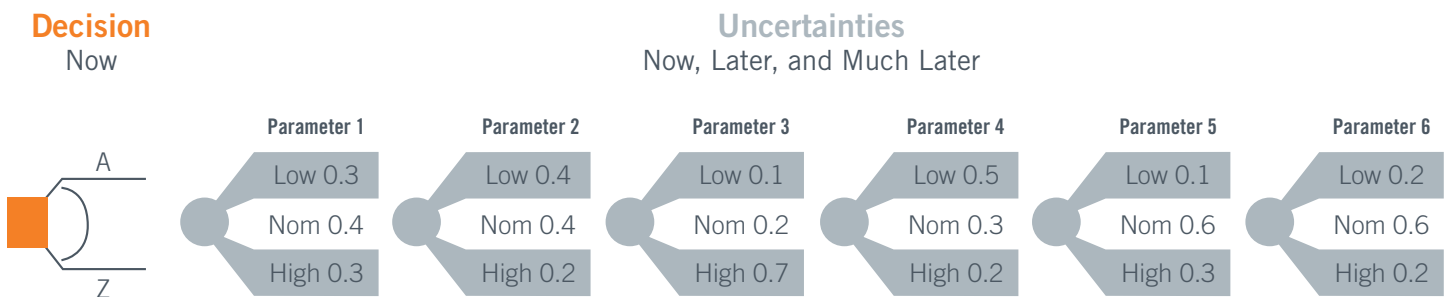 Decision
Now
Uncertainties
Now, Later, and Much Later
A
Z
Parameter 1
Low 0.3
Nom 0.4
High 0.3
Parameter 2
Low 0.4
Nom 0.4
High 0.2
Parameter 3
Low 0.1
Nom 0.2
High 0.7
Parameter 4
Low 0.5
Nom 0.3
High 0.2
Parameter 5
Low 0.1
Nom 0.6
High 0.3
Parameter 6
Low 0.2
Nom 0.6
High 0.2